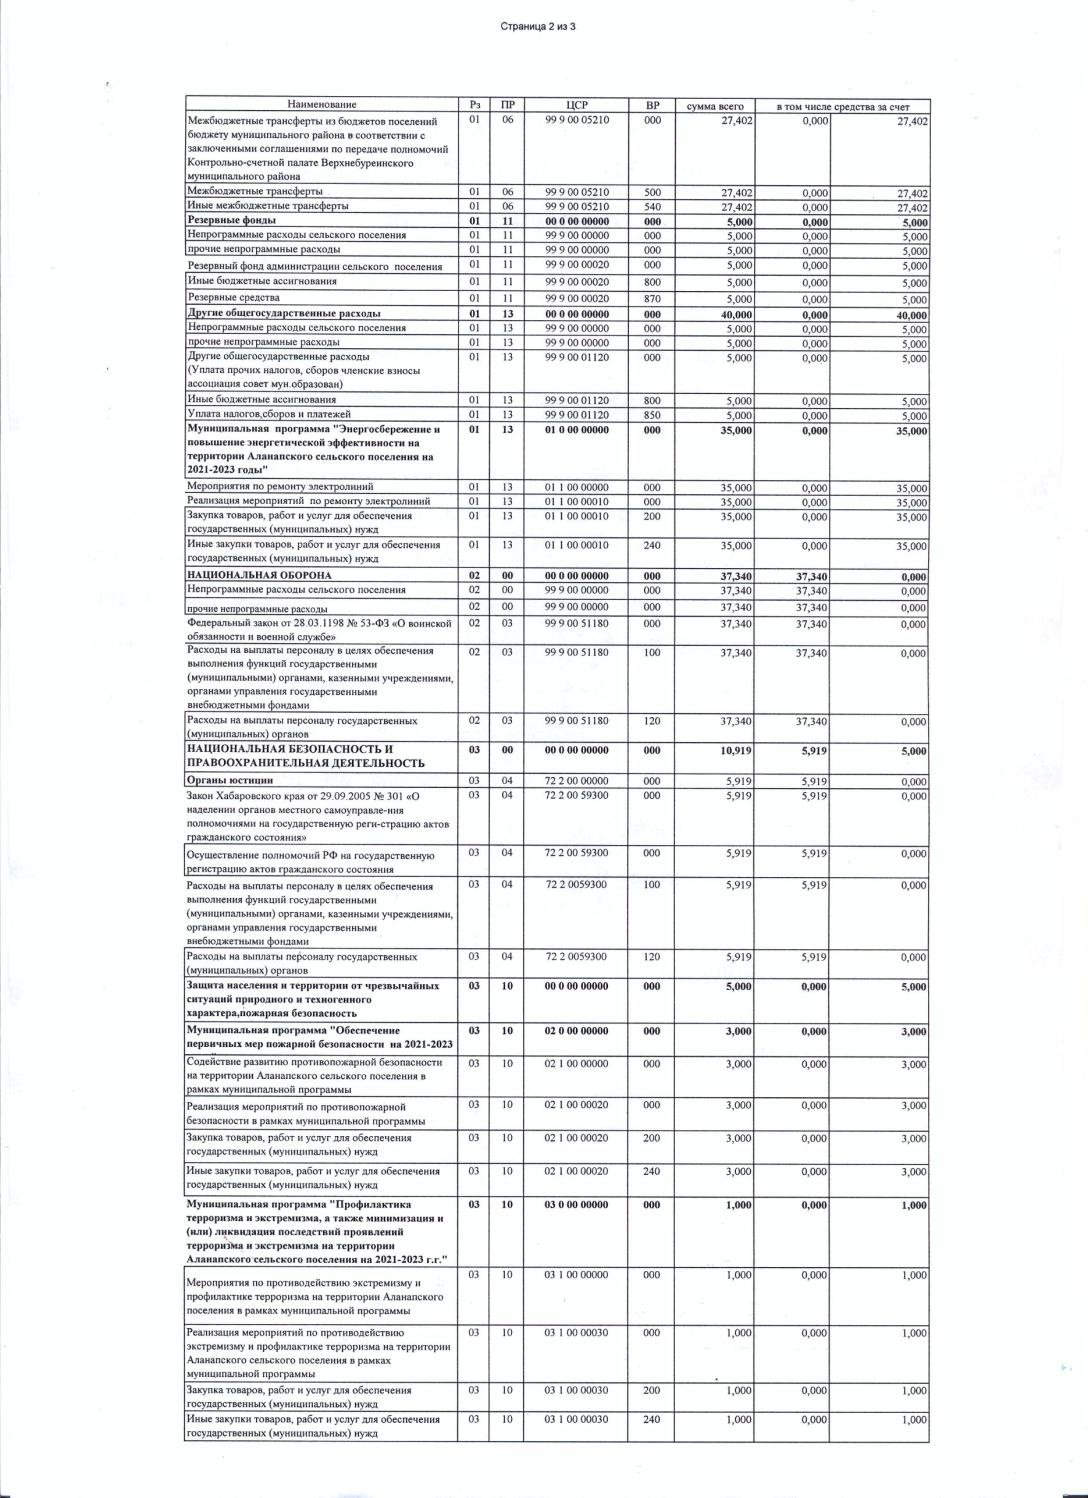 Страница 2 из 3
Наименование Рз ПР ЦСР ВР сумма всего в том числе средства за счет
Межбюджетные трансферты из бюджетов поселений 01 06 99 9 00 05210 000 27,402 0,000 27,402
бюджету муниципального района в соответствии с
заключенными соглашениями по передаче полномочий
Контрольно-счетной палате Верхнебуреинского
муниципального района
Межбюджетные трансферты 01 06 99 9 00 05210 500 27,402 0,000 27,402
Иные межбюджетные трансферты 01 06 99 9 00 05210 540 27,402 0,000 27,402
Резервные фонды 01 11 00 0 00 00000 000 5,000 0,000 5,000
Непрограммные расходы сельского поселения 01 11 99 9 00 00000 000 5,000 0,000 5,000
прочие непрограммные расходы 01 11 99 9 00 00000 000 5,000 0,000 5,000
Резервный фонд администрации сельского поселения 01 11 99 9 00 00020 000 5,000 0,000 5,000
Иные бюджетные ассигнования 01 11 99 9 00 00020 800 5,000 0,000 5,000
Резервные средства 01 11 99 9 00 00020 870 5,000 0,000 5,000
Другие общегосударственные расходы 01 13 00 0 00 00000 000 40,000 0,000 40,000
Непрограммные расходы сельского поселения 01 13 99 9 00 00000 000 5,000 0,000 5,000
прочие непрограммные расходы 01 13 99 9 00 00000 000 5,000 0,000 5,000
Другие общегосударственные расходы 01 13 99 9 00 01120 000 5,000 0,000 5,000
(Уплата прочих налогов, сборов членские взносы
ассоциация совет мун.образован)
Иные бюджетные ассигнования 01 13 99 9 00 01120 800 5,000 0,000 5,000
Уплата налогов,сборов и платежей 01 13 99 9 00 01120 850 5,000 0,000 5,000
Муниципальная программа "Энергосбережение и 01 13 01 0 00 00000 000 35,000 0,000 35,000
повышение энергетической эффективности на
территории Аланапского сельского поселения на
2021-2023 годы"
Мероприятия по ремонту электролиний 01 13 01 1 00 00000 000 35,000 0,000 35,000
Реализация мероприятий по ремонту электролиний 01 13 01 1 00 00010 000 35,000 0,000 35,000
Закупка товаров, работ и услуг для обеспечения 01 13 01 1 00 00010 200 35,000 0,000 35,000
государственных (муниципальных) нужд
Иные закупки товаров, работ и услуг для обеспечения 01 13 01 1 00 00010 240 35,000 0,000 35,000
государственных (муниципальных) нужд
НАЦИОНАЛЬНАЯ ОБОРОНА 02 00 00 0 00 00000 000 37,340 37,340 0,000
Непрограммные расходы сельского поселения 02 00 99 9 00 00000 000 37,340 37,340 0,000
прочие непрограммные расходы 02 00 99 9 00 00000 000 37,340 37,340 0,000
Федеральный закон от 28.03.1198 № 53-ФЗ «О воинской 02 03 99 9 00 51180 000 37,340 37,340 0,000
обязанности и военной службе»
Расходы на выплаты персоналу в целях обеспечения 02 03 99 9 00 51180 100 37,340 37,340 0,000
выполнения функций государственными
(муниципальными) органами, казенными учреждениями,
органами управления государственными
внебюджетными фондами
Расходы на выплаты персоналу государственных 02 03 99 9 00 51180 120 37,340 37,340 0,000
(муниципальных) органов
НАЦИОНАЛЬНАЯ БЕЗОПАСНОСТЬ И 03 00 00 0 00 00000 000 10,919 5,919 5,000
ПРАВООХРАНИТЕЛЬНАЯ ДЕЯТЕЛЬНОСТЬ
Органы юстиции 03 04 72 2 00 00000 000 5,919 5,919 0,000
Закон Хабаровского края от 29.09.2005 № 301 «О 03 04 72 2 00 59300 000 5,919 5,919 0,000
наделении органов местного самоуправле-ния
полномочиями на государственную реги-страцию актов
гражданского состояния»
Осуществление полномочий РФ на государственную 03 04 72 2 00 59300 000 5,919 5,919 0,000
регистрацию актов гражданского состояния
Расходы на выплаты персоналу в целях обеспечения 03 04 72 2 0059300 100 5,919 5,919 0,000
выполнения функций государственными
(муниципальными) органами, казенными учреждениями,
органами управления государственными
внебюджетными фондами
Расходы на выплаты персоналу государственных 03 04 72 2 0059300 120 5,919 5,919 0,000
(муниципальных) органов
Защита населения и территории от чрезвычайных 03 10 00 0 00 00000 000 5,000 0,000 5,000
ситуаций природного и техногенного
характера,пожарная безопасность
Муниципальная программа "Обеспечение 03 10 02 0 00 00000 000 3,000 0,000 3,000
первичных мер пожарной безопасности на 2021-2023
Содействие развитию противопожарной безопасности 03 10 02 1 00 00000 000 3,000 0,000 3,000
на территории Аланапского сельского поселения в
рамках муниципальной программы
Реализация мероприятий по противопожарной 03 10 02 1 00 00020 000 3,000 0,000 3,000
безопасности в рамках муниципальной программы
Закупка товаров, работ и услуг для обеспечения 03 10 02 1 00 00020 200 3,000 0,000 3,000
государственных (муниципальных) нужд
Иные закупки товаров, работ и услуг для обеспечения 03 10 02 1 00 00020 240 3,000 0,000 3,000
государственных (муниципальных) нужд
Муниципальная программа "Профилактика 03 10 03 0 00 00000 000 1,000 0,000 1,000
терроризма и экстремизма, а также минимизация и
(или) ликвидация последствий проявлений
терроризма и экстремизма на территории
Аланапского сельского поселения на 2021-2023 г.г."
Мероприятия по противодействию экстремизму и 03 10 03 1 00 00000 000 1,000 0,000 1,000
профилактике терроризма на территории Аланапского
поселения в рамках муниципальной программы
Реализация мероприятий по противодействию 03 10 03 1 00 00030 000 1,000 0,000 1,000
экстремизму и профилактике терроризма на территории
Аланапского сельского поселения в рамках
муниципальной программы
Закупка товаров, работ и услуг для обеспечения 03 10 03 1 00 00030 200 1,000 0,000 1,000
государственных (муниципальных) нужд
Иные закупки товаров, работ и услуг для обеспечения 03 10 03 1 00 00030 240 1,000 0,000 1,000
государственных (муниципальных) нужд